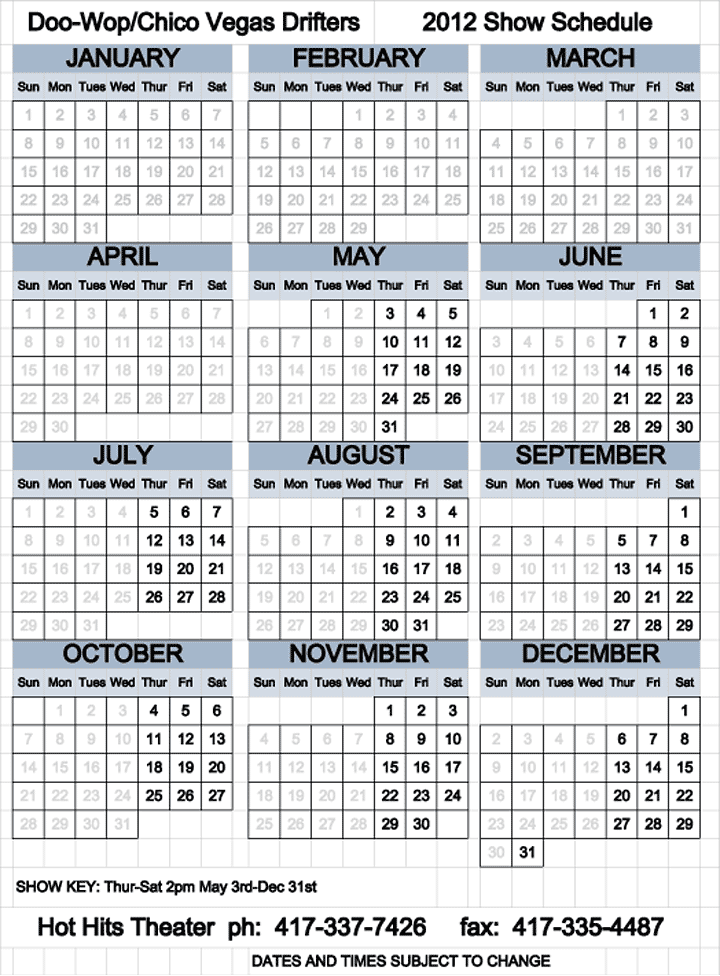 Doo-Wop/Chico Vegas Drifters 2012 Show Schedule
JANUARY
Sun Mon Tues Wed Thur Fri Sat
1 2 3 4 5 6 7
8 9 10 11 12 13 14
15 16 17 18 19 20 21
22 23 24 25 26 27 28
29 30 31
FEBRUARY
Sun Mon Tues Wed Thur Fri Sat
1 2 3 4
5 6 7 8 9 10 11
12 13 14 15 16 17 18
19 20 21 22 23 24 25
26 27 28 29
MARCH
Sun Mon Tues Wed Thur Fri Sat
1 2 3
4 5 6 7 8 9 10
11 12 13 14 15 16 17
18 19 20 21 22 23 24
25 26 27 28 29 30 31
APRIL
Sun Mon Tues Wed Thur Fri Sat
1 2 3 4 5 6 7
8 9 10 11 12 13 14
15 16 17 18 19 20 21
22 23 24 25 26 27 28
29 30
MAY
Sun Mon Tues Wed Thur Fri Sat
1 2 3 4 5
6 7 8 9 10 11 12
13 14 15 16 17 18 19
20 21 22 23 24 25 26
27 28 29 30 31
JUNE
Sun Mon Tues Wed Thur Fri Sat
1 2
3 4 5 6 7 8 9
10 11 12 13 14 15 16
17 18 19 20 21 22 23
24 25 26 27 28 29 30
JULY
Sun Mon Tues Wed Thur Fri Sat
1 2 3 4 5 6 7
8 9 10 11 12 13 14
15 16 17 18 19 20 21
22 23 24 25 26 27 28
29 30 31
AUGUST
Sun Mon Tues Wed Thur Fri Sat
1 2 3 4
5 6 7 8 9 10 11
12 13 14 15 16 17 18
19 20 21 22 23 24 25
26 27 28 29 30 31
SEPTEMBER
Sun Mon Tues Wed Thur Fri Sat
1
2 3 4 5 5 7 8
9 10 11 12 13 14 15
16 17 18 19 20 21 22
23 24 25 26 27 28 29
OCTOBER
Sun Mon Tues Wed Thur Fri Sat
1 2 3 4 5 6
7 8 9 10 11 12 13
14 15 16 17 18 19 20
21 22 23 24 25 26 27
28 29 30 31
NOVEMBER
Sun Mon Tues Wed Thur Fri Sat
1 2 3
4 5 6 7 8 9 10
11 12 13 14 15 16 17
18 19 20 21 22 23 24
25 26 27 28 29 30
DECEMBER
Sun Mon Tues Wed Thur Fri Sat
1
2 3 4 5 6 7 8
9 10 11 12 13 14 15
16 17 18 19 20 21 22
23 24 25 26 27 28 29
30 31
SHOW KEY: Thur-Sat 2pm May 3rd-Dec 31st
Hot Hits Theater ph: 417-337-7426 fax: 417-335-4487
DATES AND TIMES SUBJECT TO CHANGE